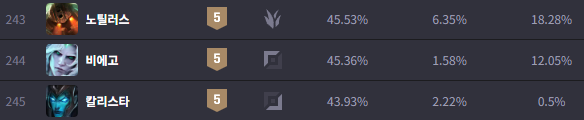 243 노틸러스 5 45.53% 6.35% 18.28%
244 비에고 5 45.36% 1.58% 12.05%
245 칼리스타 5 43.93% 2.22% 0.5%